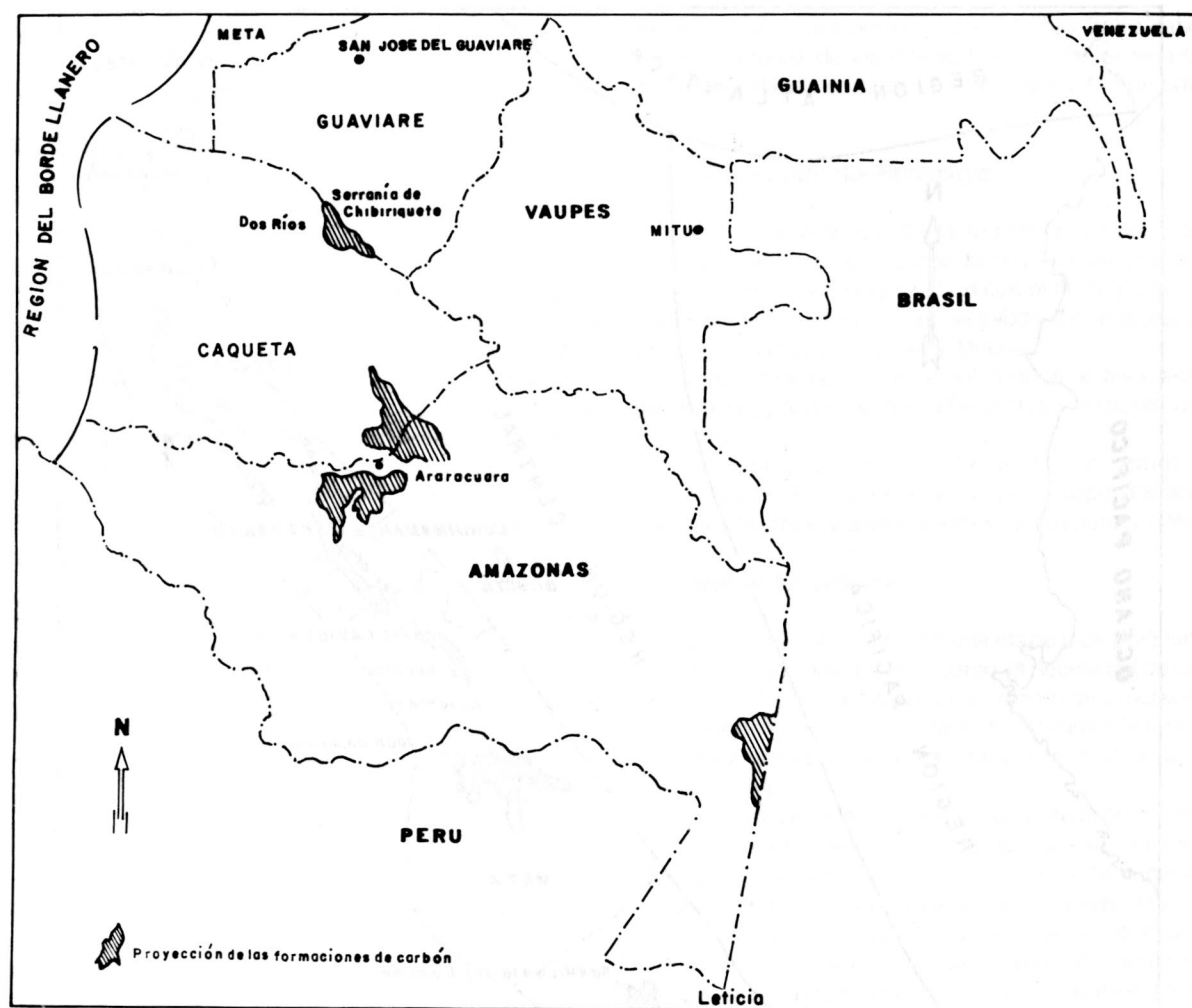 META
VENEZUELA
SAN JOSE DEL GUAVIARE
GUAINIA
REGION DEL BORDE LLANERO
GUAVIARE
Serranía de
Chibiriquete
Dos Ríos
VAUPES
MITU
BRASIL
CAQUETA
Araracuara
AMAZONAS
N
PERU
Proyección de las formaciones de carbón
Leticia